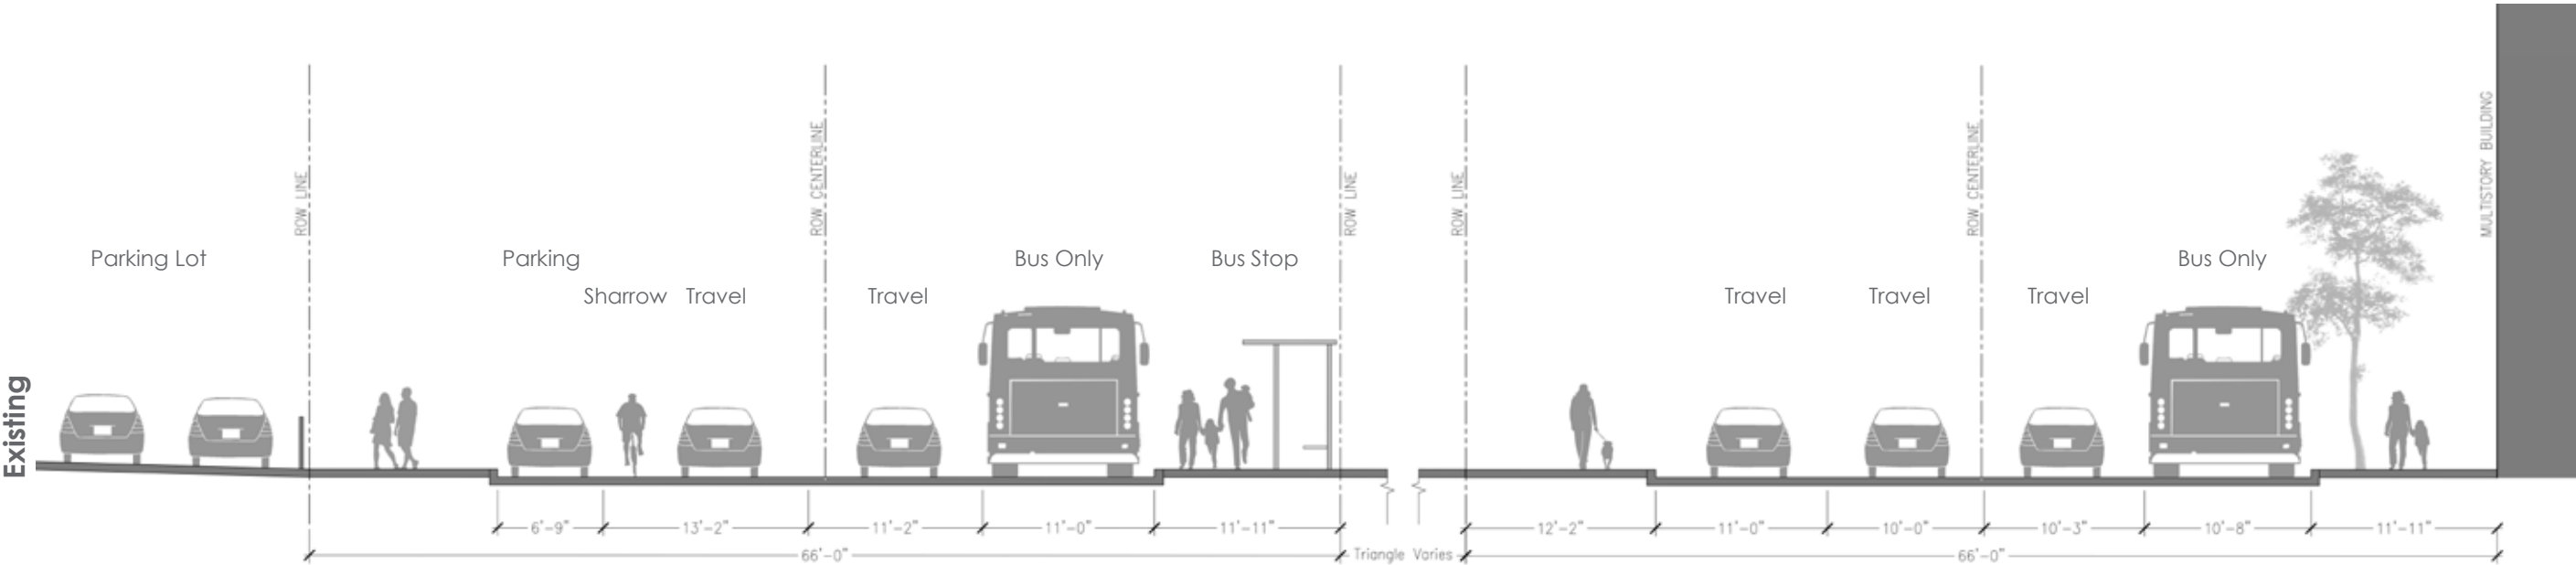 Existing
ROW LINE
ROW CENTERLINE
ROW LINE
ROW LINE
ROW CENTERLINE
MULTISTORY BUILDING
Parking Lot
Parking
Bus Only
Bus Stop
Bus Only
Sharrow Travel
Travel
Travel
Travel
Travel
6'-9"
13'-2"
11'-2"
11'-0"
11'-11"
12'-2"
11'-0"
10'-0"
10'-3"
10'-8"
11'-11"
66'-0"
Triangle Varies
66'-0"